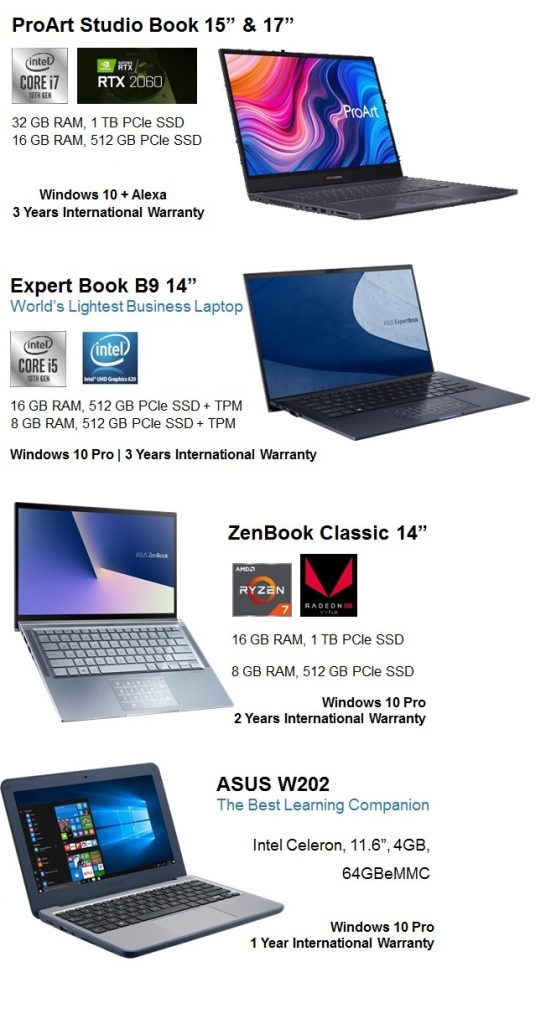 ProArt Studio Book 15” & 17”
intel
CORE i7
10TH GEN
GEFORCE
RTX
RTX 2060
32 GB RAM, 1 TB PCIe SSD
16 GB RAM, 512 GB PCIe SSD
ProArt
Windows 10 + Alexa
3 Years International Warranty
Expert Book B9 14”
World’s Lightest Business Laptop
intel
CORE i5
10TH GEN
intel
Intel® UHD Graphics 620
ASUS ExpertBook
16 GB RAM, 512 GB PCIe SSD + TPM
8 GB RAM, 512 GB PCIe SSD + TPM
Windows 10 Pro | 3 Years International Warranty
ZenBook Classic 14”
ASUS ZenBook
AMD
RYZEN
7
RADEON
VEGA
16 GB RAM, 1 TB PCIe SSD
8 GB RAM, 512 GB PCIe SSD
Windows 10 Pro
2 Years International Warranty
ASUS W202
The Best Learning Companion
Intel Celeron, 11.6”, 4GB,
64GBeMMC
Windows 10 Pro
1 Year International Warranty